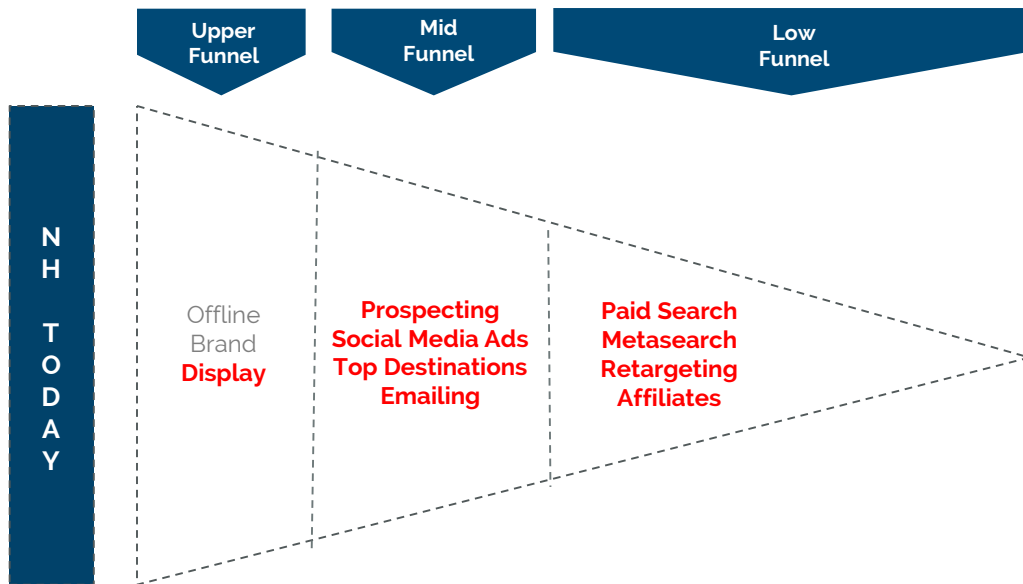 Upper
Funnel
Mid
Funnel
Low
Funnel
N
H
T
O
D
A
Y
Offline
Brand
Display
Prospecting
Social Media Ads
Top Destinations
Emailing
Paid Search
Metasearch
Retargeting
Affiliates